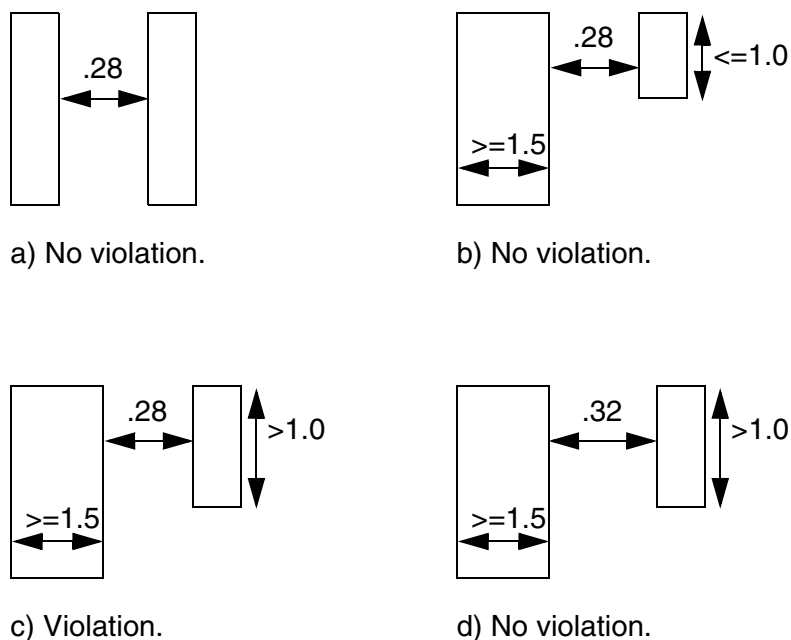 .28
.28
<=1.0
>=1.5
a) No violation.
b) No violation.
.28
>1.0
>=1.5
.32
>1.0
>=1.5
c) Violation.
d) No violation.